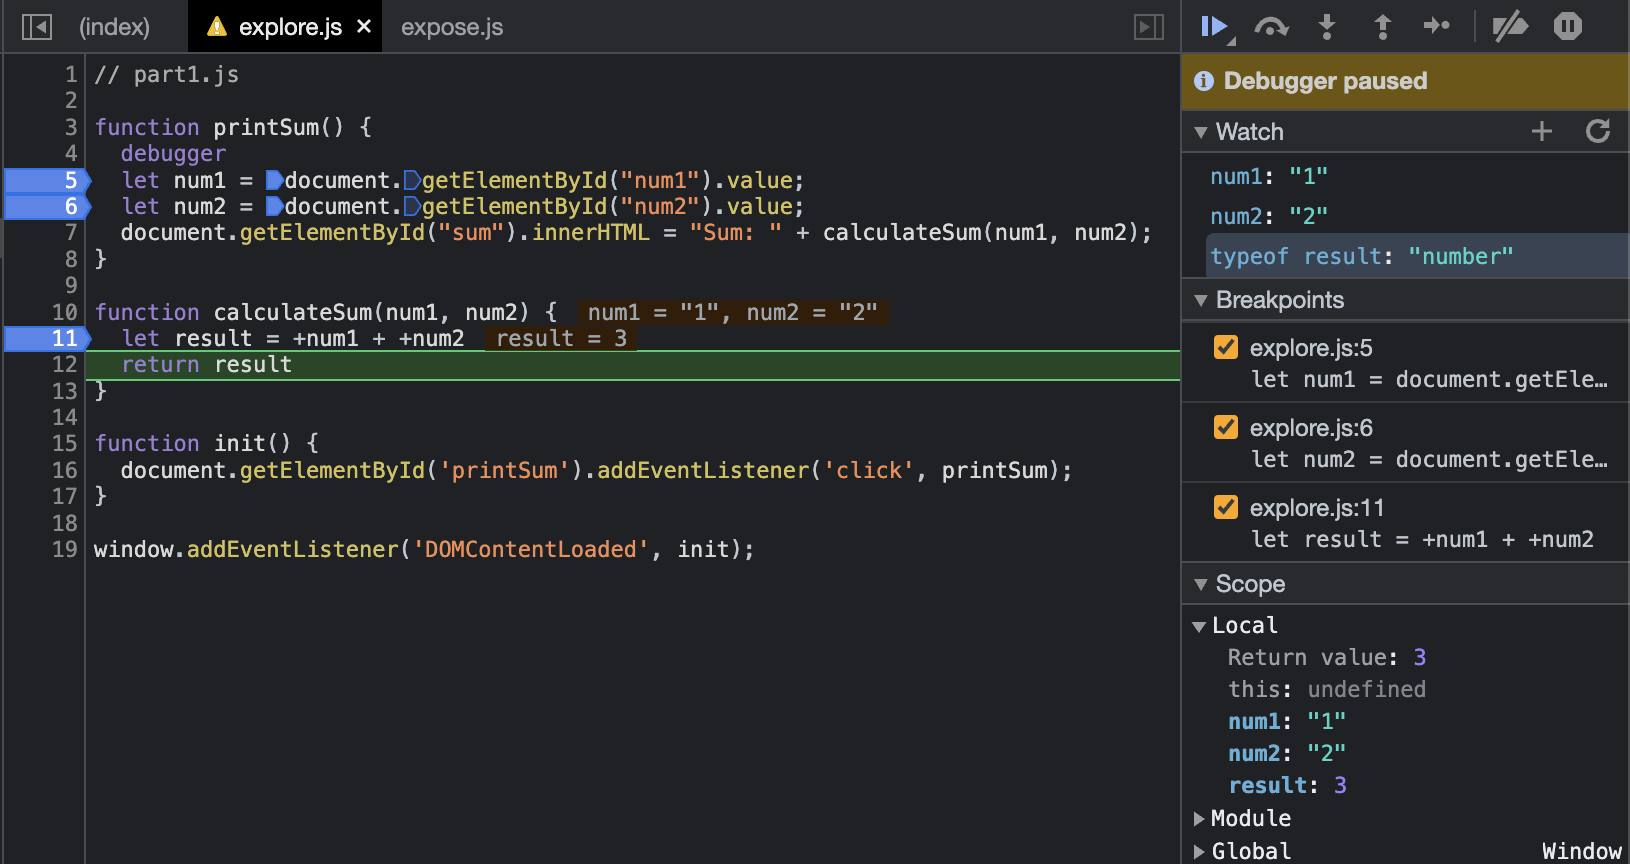 (index) explore.js × expose.js
1 // part1.js
2
3 function printSum() {
4 debugger
5 let num1 = document.getElementById("num1").value;
6 let num2 = document.getElementById("num2").value;
7 document.getElementById("sum").innerHTML = "Sum: " + calculateSum(num1, num2);
8 }
9
10 function calculateSum(num1, num2) { num1 = "1", num2 = "2"
11 let result = +num1 + +num2 result = 3
12 return result
13 }
14
15 function init() {
16 document.getElementById('printSum').addEventListener('click', printSum);
17 }
18
19 window.addEventListener('DOMContentLoaded', init);
Debugger paused
Watch
num1: "1"
num2: "2"
typeof result: "number"
Breakpoints
explore.js:5
let num1 = document.getEle…
explore.js:6
let num2 = document.getEle…
explore.js:11
let result = +num1 + +num2
Scope
Local
Return value: 3
this: undefined
num1: "1"
num2: "2"
result: 3
Module
Global Window